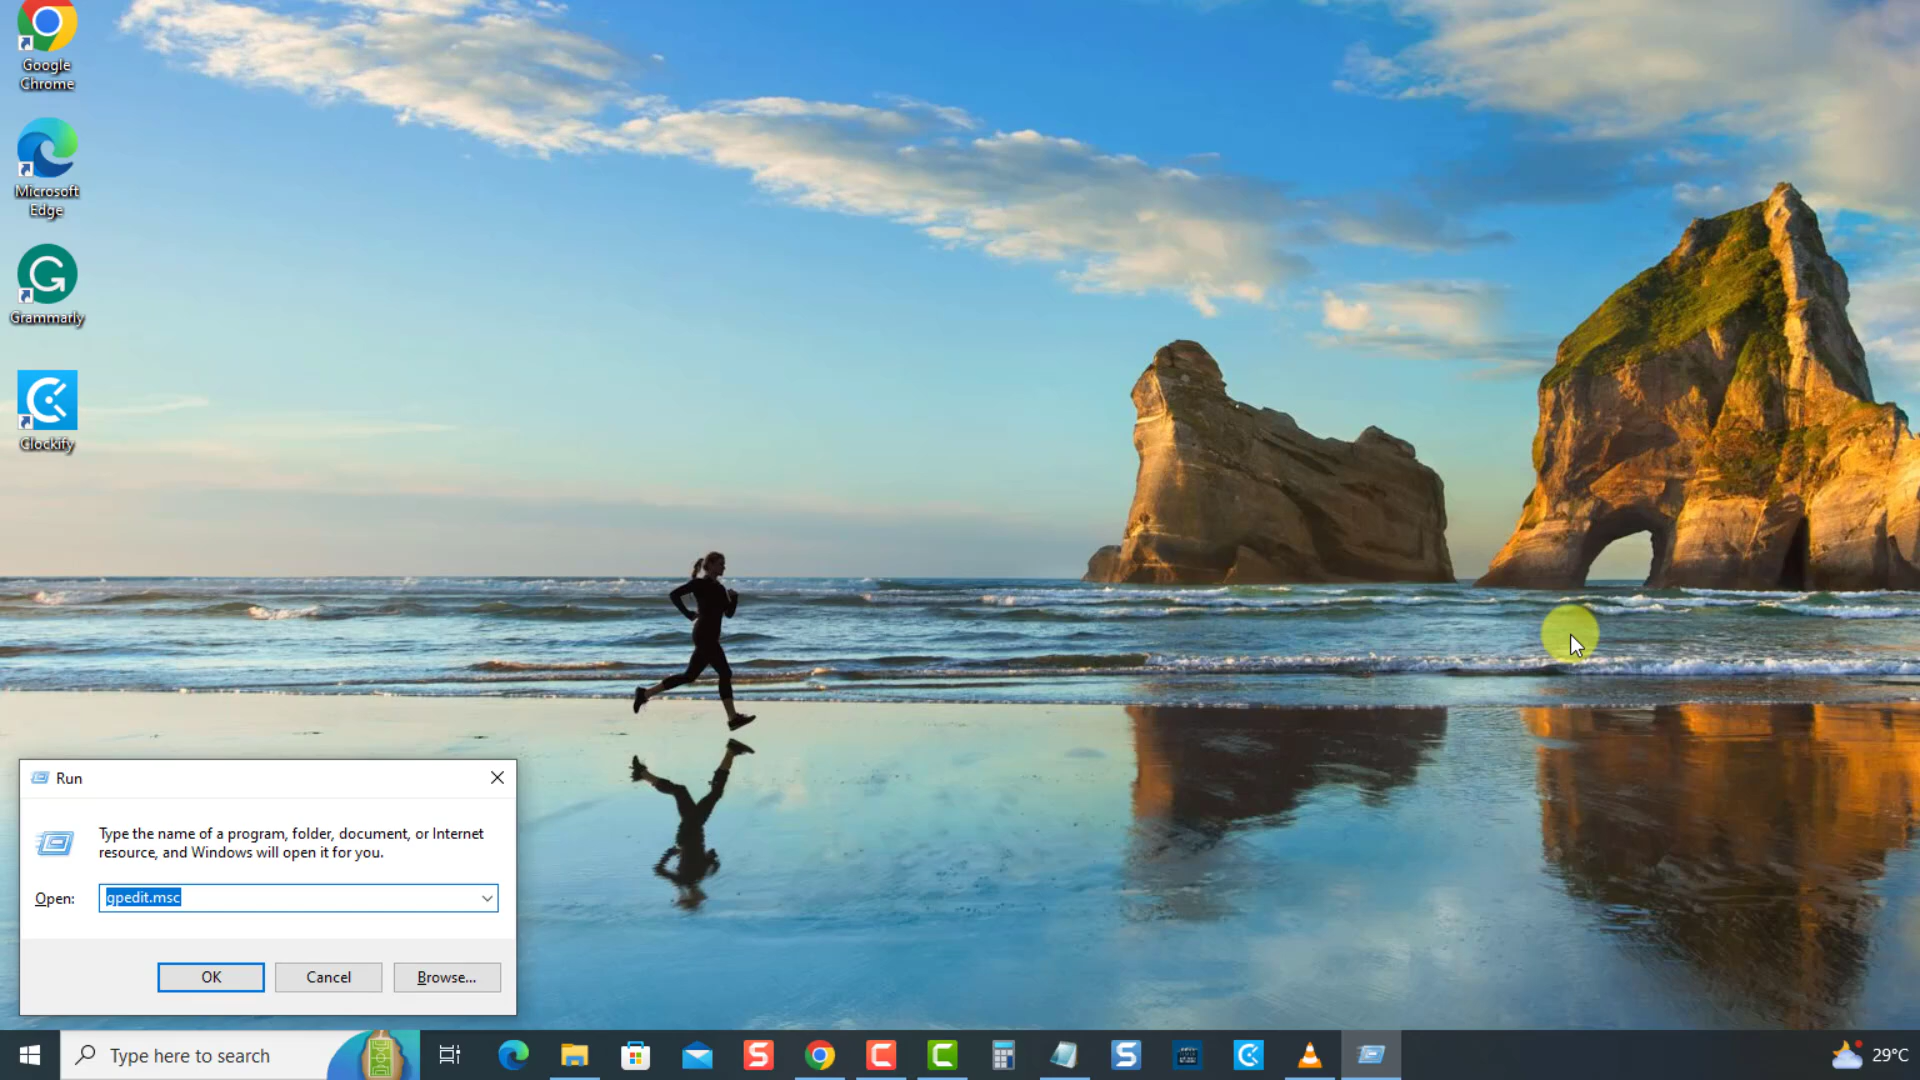 Google
Chrome
Microsoft
Edge
Grammarly
Clockify
Run
Type the name of a program, folder, document, or Internet
resource, and Windows will open it for you.
Open: gpedit.msc
OK Cancel Browse...
Type here to search
29°C